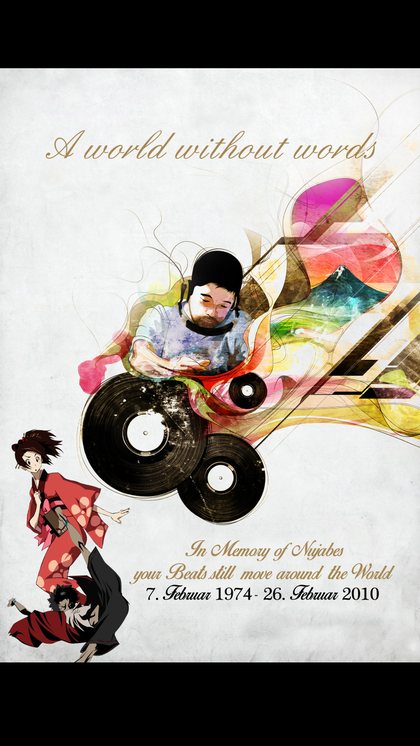 A world without words
In Memory of Nujabes
your Beats still move around the World
7. Februar 1974 - 26. Februar 2010